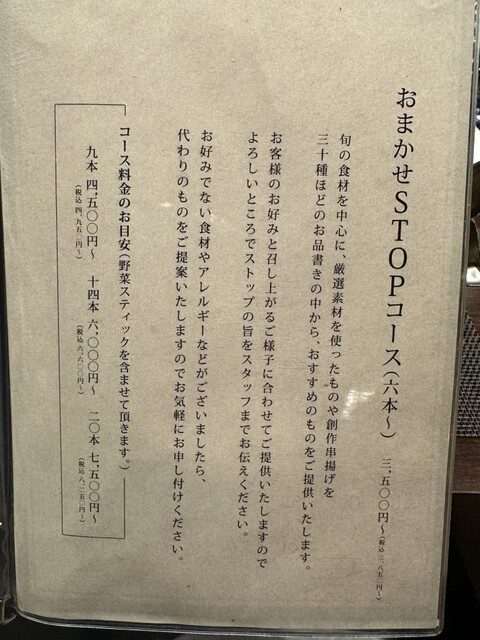 おまかせSTOPコース(六本〜) 三、五〇〇円〜(税込 三、八五〇円〜)
旬の食材を中心に、厳選素材を使ったものや創作串揚げを
三十種ほどのお品書きの中から、おすすめのものをご提供いたします。
お客様のお好みと召し上がるご様子に合わせてご提供いたしますので
よろしいところでストップの旨をスタッフまでお伝えください。
お好みでない食材やアレルギーなどがございましたら、
代わりのものをご提案いたしますのでお気軽にお申し付けください。
コース料金のお目安(野菜スティックを含ませて頂きます。)
九本 四、五〇〇円〜 十四本 六、〇〇〇円〜 二〇本 七、五〇〇円〜
(税込 四、九五〇円〜) (税込 六、六〇〇円〜) (税込 八、二五〇円〜)